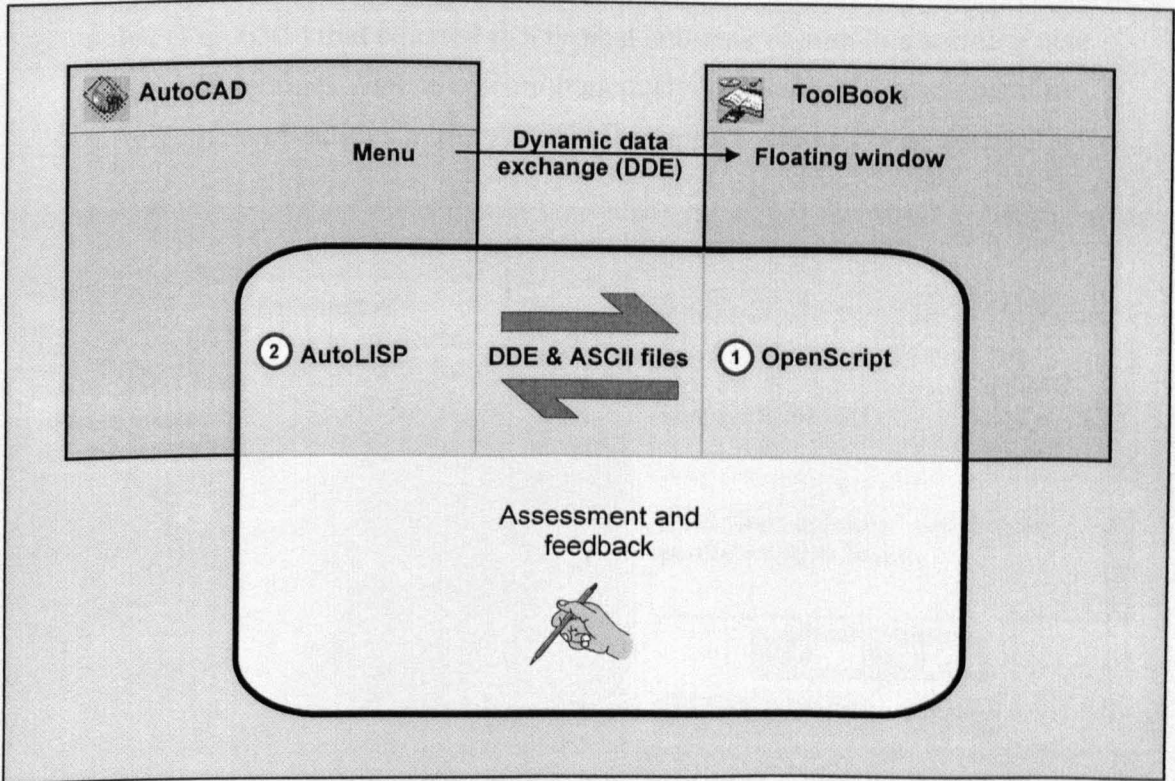 AutoCAD
ToolBook
Menu
Dynamic data
exchange (DDE)
Floating window
2 AutoLISP
DDE & ASCII files
1 OpenScript
Assessment and
feedback